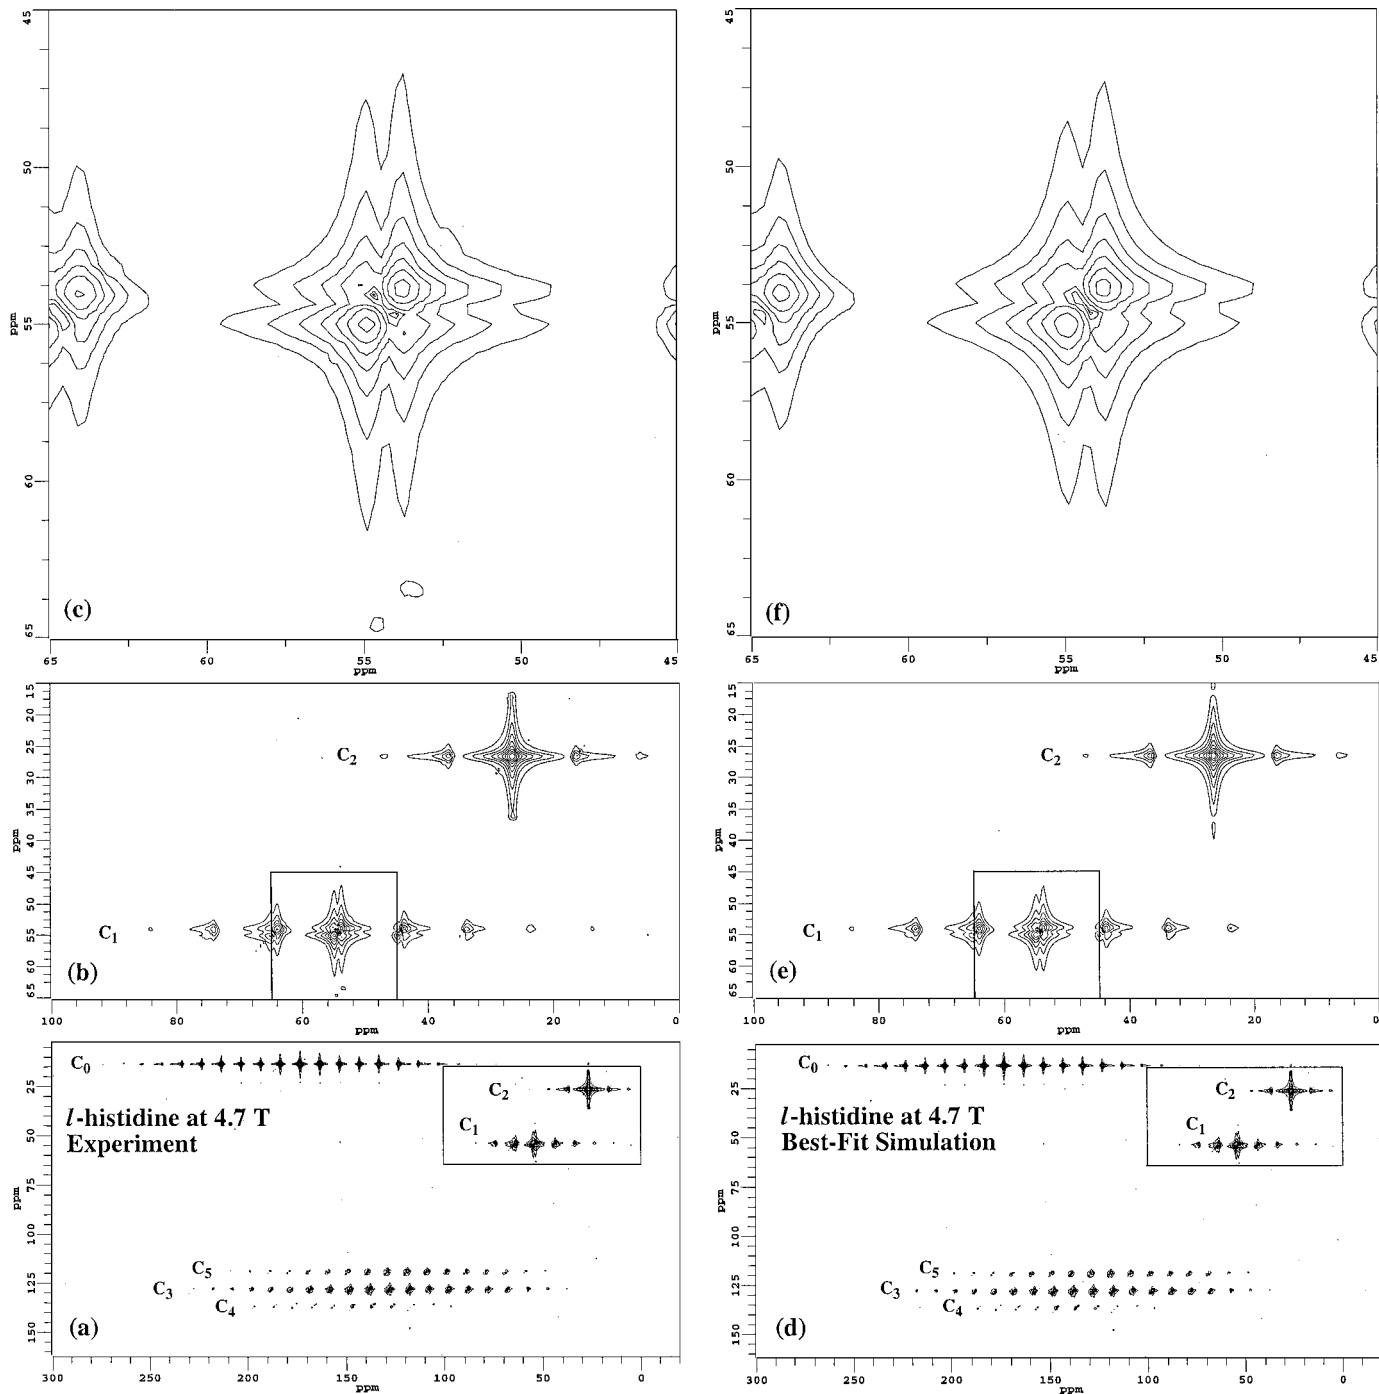 45
50
ppm
55
60
65
(c)
65
60
55
50
45
ppm
45
50
ppm
55
60
65
(f)
65
60
55
50
45
ppm
15
20
25
30
35
40
45
50
55
60
65
ppm
C2
C1
(b)
100
80
60
40
20
0
ppm
15
20
25
30
35
40
45
50
55
60
65
ppm
C2
C1
(e)
100
80
60
40
20
0
ppm
25
50
75
100
125
150
ppm
C0
C2
C1
l-histidine at 4.7 T
Experiment
C5
C3
C4
(a)
300
250
200
150
100
50
0
ppm
25
50
75
100
125
150
ppm
C0
C2
C1
l-histidine at 4.7 T
Best-Fit Simulation
C5
C3
C4
(d)
300
250
200
150
100
50
0
ppm